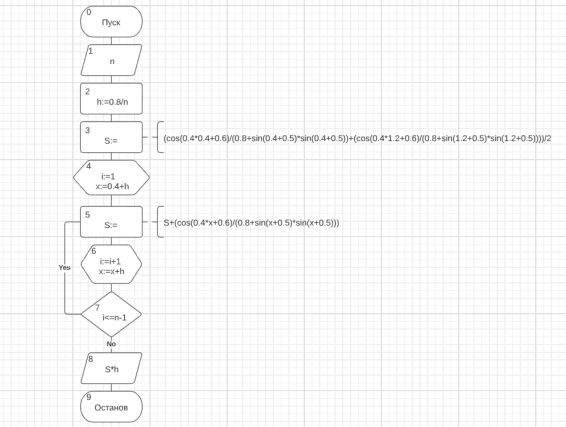 0
Пуск
1
n
2
h:=0.8/n
3
S:=
(cos(0.4*0.4+0.6)/(0.8+sin(0.4+0.5)*sin(0.4+0.5))+(cos(0.4*1.2+0.6)/(0.8+sin(1.2+0.5)*sin(1.2+0.5))))/2
4
i:=1
x:=0.4+h
5
S:=
S+(cos(0.4*x+0.6)/(0.8+sin(x+0.5)*sin(x+0.5)))
6
i:=i+1
x:=x+h
Yes
7
i<=n-1
No
8
S*h
9
Останов